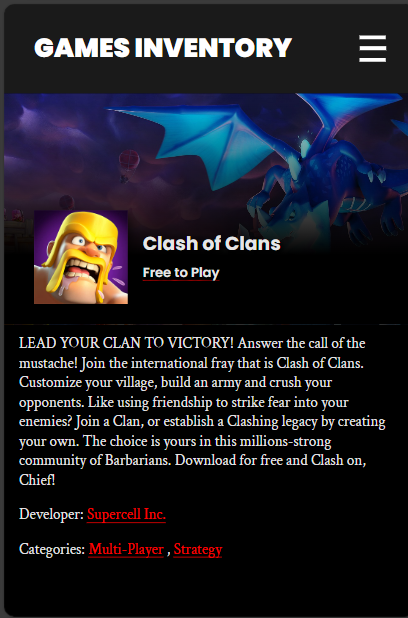 GAMES INVENTORY
Clash of Clans
Free to Play
LEAD YOUR CLAN TO VICTORY! Answer the call of the
mustache! Join the international fray that is Clash of Clans.
Customize your village, build an army and crush your
opponents. Like using friendship to strike fear into your
enemies? Join a Clan, or establish a Clashing legacy by creating
your own. The choice is yours in this millions-strong
community of Barbarians. Download for free and Clash on,
Chief!
Developer: Supercell Inc.
Categories: Multi-Player , Strategy